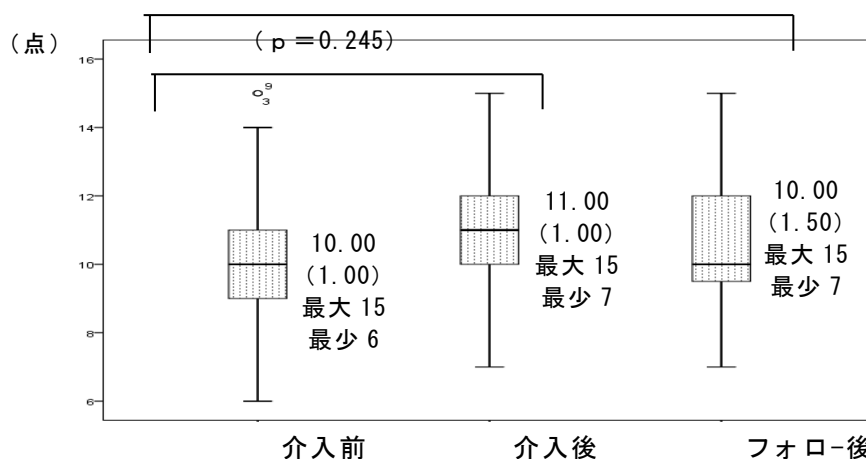 (点)
(p=0.245)
16
14
12
10
8
6
9
3
10.00
(1.00)
最大 15
最少 6
11.00
(1.00)
最大 15
最少 7
10.00
(1.50)
最大 15
最少 7
介入前
介入後
フォロー後